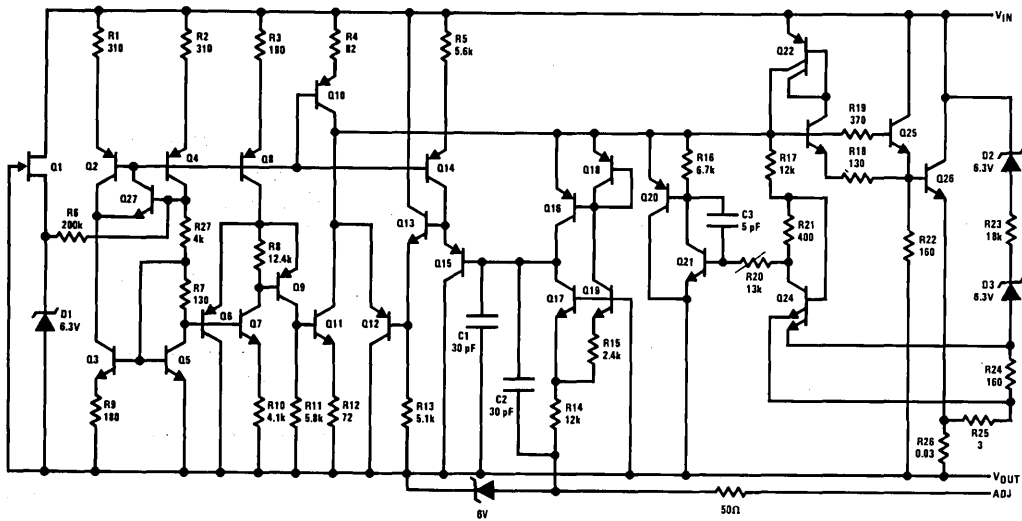 R1
310
R2
310
R3
180
R4
82
R5
5.6k
VIN
Q22
Q10
R19
370
Q25
R18
130
Q1
Q2
Q4
Q8
Q14
Q18
R16
6.7k
R17
12k
Q26
D2
6.3V
Q27
Q13
Q16
Q20
C3
5 pF
R6
200k
R27
4k
R8
12.4k
Q15
R21
400
R23
18k
R7
130
Q9
Q21
R20
13k
R22
160
D1
6.3V
Q6
Q7
Q11
Q12
C1
30 pF
Q17
Q19
Q24
D3
6.3V
Q3
Q5
R15
2.4k
C2
30 pF
R24
160
R9
180
R10
4.1k
R11
5.8k
R12
72
R13
5.1k
R14
12k
R26
0.03
R25
3
VOUT
ADJ
6V
50Ω